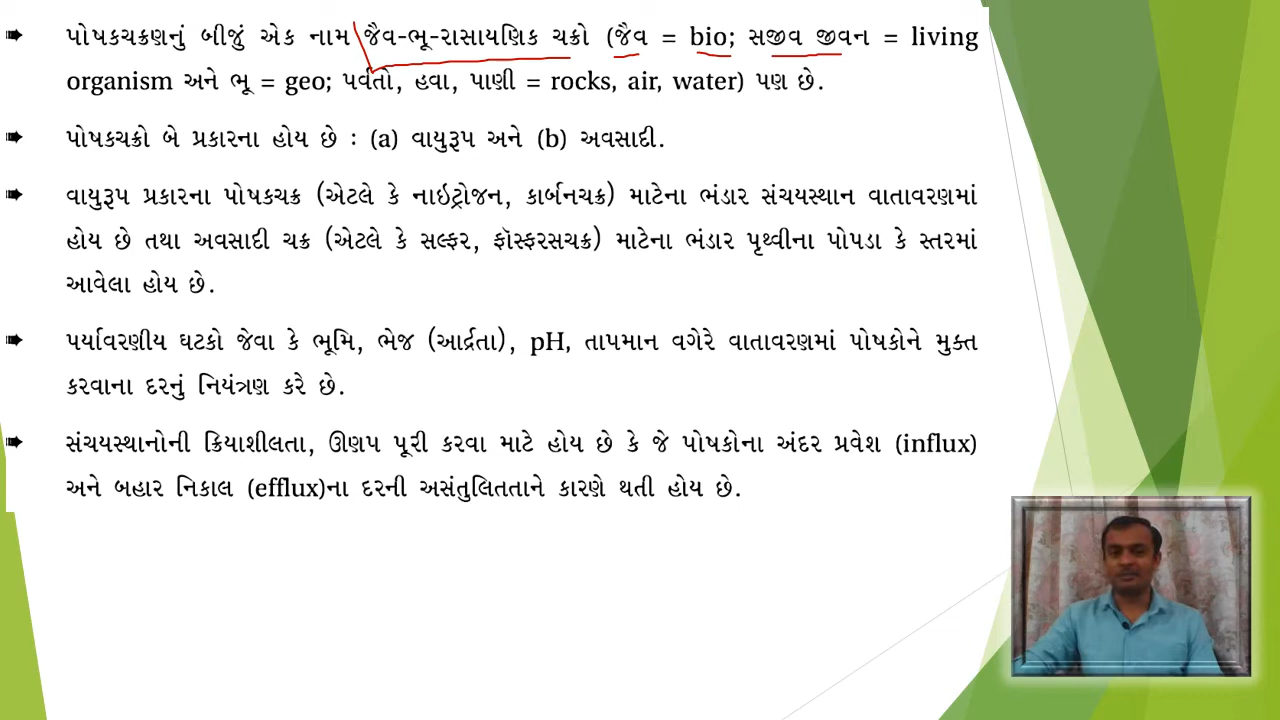 પોષકચક્રણનું બીજું એક નામ જૈવ-ભૂ-રાસાયણિક ચક્રો (જૈવ = bio; સજીવ જીવન = living
organism અને ભૂ = geo; પર્વતો, હવા, પાણી = rocks, air, water) પણ છે.
પોષકચક્રો બે પ્રકારના હોય છે : (a) વાયુરૂપ અને (b) અવસાદી.
વાયુરૂપ પ્રકારના પોષકચક્ર (એટલે કે નાઇટ્રોજન, કાર્બનચક્ર) માટેના ભંડાર સંચયસ્થાન વાતાવરણમાં
હોય છે તથા અવસાદી ચક્ર (એટલે કે સલ્ફર, ફૉસ્ફરસચક્ર) માટેના ભંડાર પૃથ્વીના પોપડા કે સ્તરમાં
આવેલા હોય છે.
પર્યાવરણીય ઘટકો જેવા કે ભૂમિ, ભેજ (આર્દ્રતા), pH, તાપમાન વગેરે વાતાવરણમાં પોષકોને મુક્ત
કરવાના દરનું નિયંત્રણ કરે છે.
સંચયસ્થાનોની ક્રિયાશીલતા, ઊણપ પૂરી કરવા માટે હોય છે કે જે પોષકોના અંદર પ્રવેશ (influx)
અને બહાર નિકાલ (efflux)ના દરની અસંતુલિતતાને કારણે થતી હોય છે.